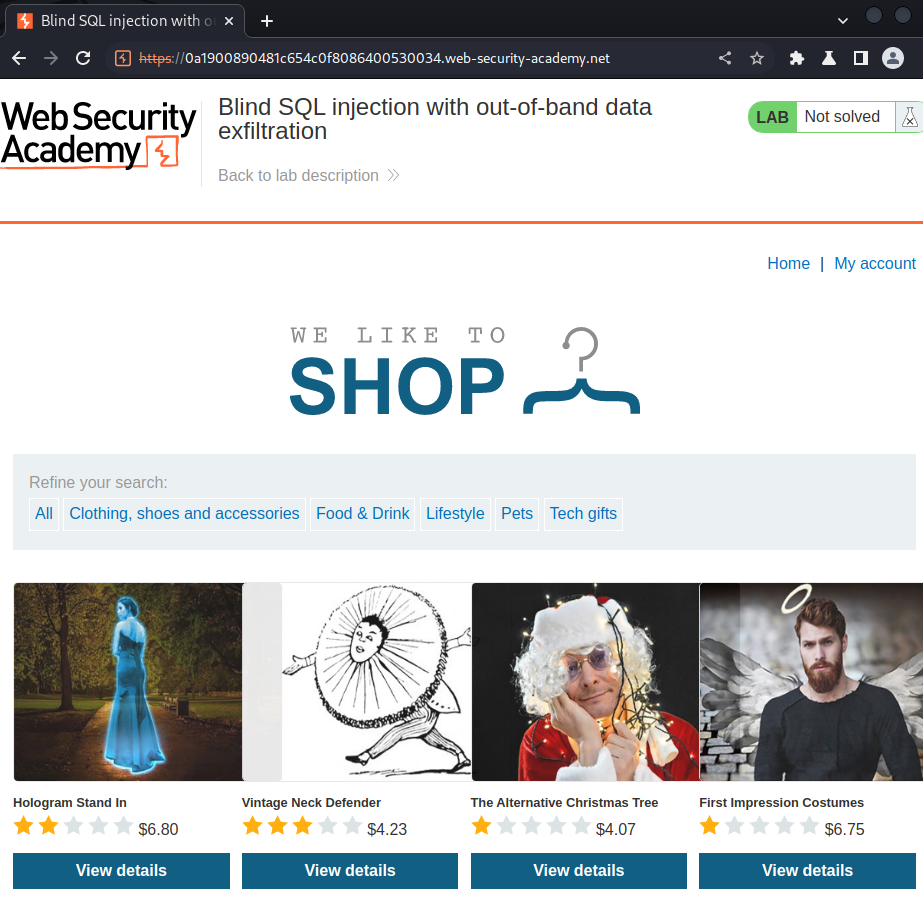 Blind SQL injection with o
https://0a1900890481c654c0f8086400530034.web-security-academy.net
Web Security
Academy
Blind SQL injection with out-of-band data
exfiltration
Back to lab description
LAB Not solved
Home | My account
WE LIKE TO
SHOP
Refine your search:
All Clothing, shoes and accessories Food & Drink Lifestyle Pets Tech gifts
Hologram Stand In Vintage Neck Defender The Alternative Christmas Tree First Impression Costumes
$6.80 $4.23 $4.07 $6.75
View details View details View details View details